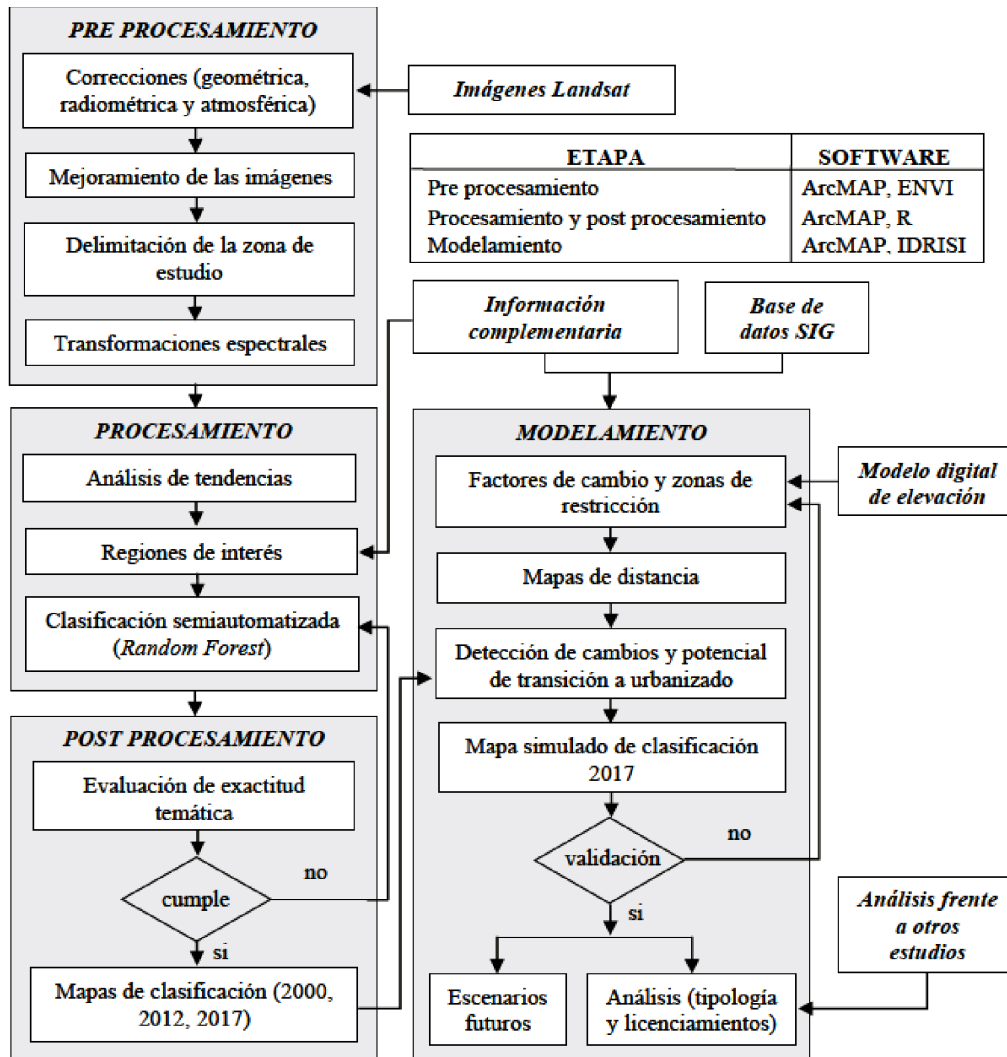 PRE PROCESAMIENTO
Correcciones (geométrica,
radiométrica y atmosférica)
Mejoramiento de las imágenes
Delimitación de la zona de
estudio
Transformaciones espectrales
Imágenes Landsat
ETAPA SOFTWARE
Pre procesamiento ArcMAP, ENVI
Procesamiento y post procesamiento ArcMAP, R
Modelamiento ArcMAP, IDRISI
Información
complementaria
Base de
datos SIG
PROCESAMIENTO
Análisis de tendencias
Regiones de interés
Clasificación semiautomatizada
(Random Forest)
POST PROCESAMIENTO
Evaluación de exactitud
temática
cumple
no
si
Mapas de clasificación (2000,
2012, 2017)
MODELAMIENTO
Factores de cambio y zonas de
restricción
Modelo digital
de elevación
Mapas de distancia
Detección de cambios y potencial
de transición a urbanizado
Mapa simulado de clasificación
2017
validación
no
si
Escenarios
futuros
Análisis (tipología
y licenciamientos)
Análisis frente
a otros
estudios